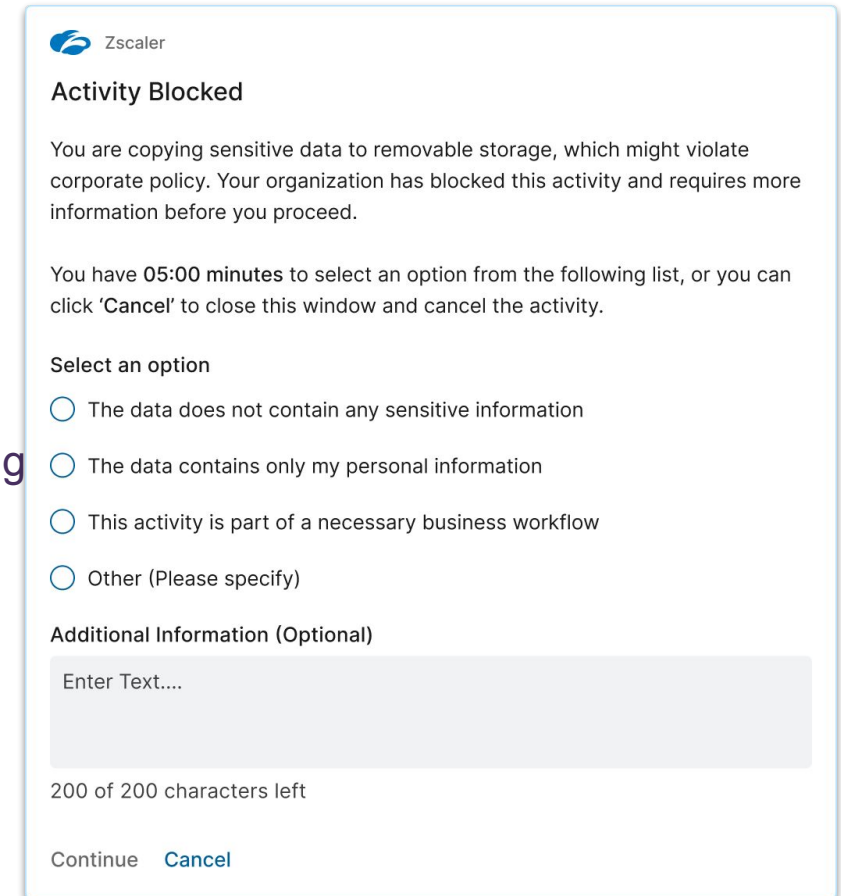 Zscaler
Activity Blocked
You are copying sensitive data to removable storage, which might violate
corporate policy. Your organization has blocked this activity and requires more
information before you proceed.
You have 05:00 minutes to select an option from the following list, or you can
click ‘Cancel’ to close this window and cancel the activity.
Select an option
The data does not contain any sensitive information
g
The data contains only my personal information
This activity is part of a necessary business workflow
Other (Please specify)
Additional Information (Optional)
Enter Text....
200 of 200 characters left
Continue Cancel